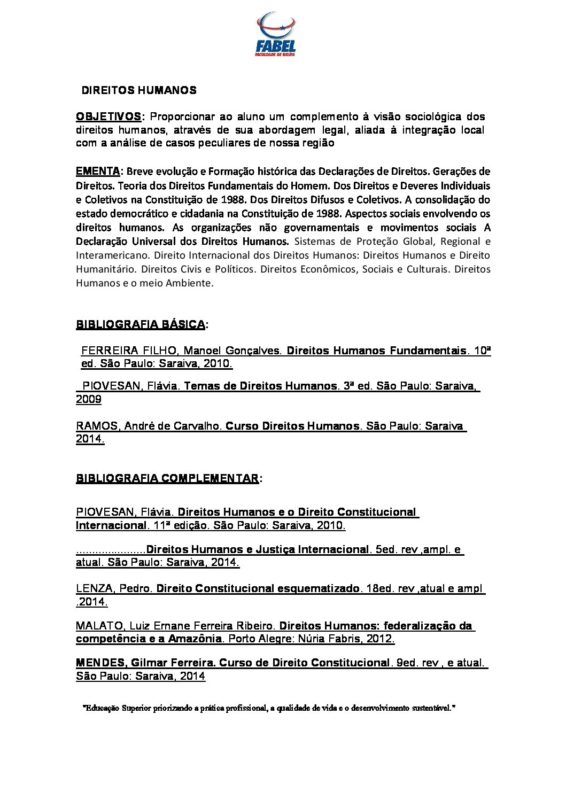 FABEL
FACULDADE DE BELÉM
DIREITOS HUMANOS
OBJETIVOS: Proporcionar ao aluno um complemento à visão sociológica dos
direitos humanos, através de sua abordagem legal, aliada à integração local
com a análise de casos peculiares de nossa região
EMENTA: Breve evolução e Formação histórica das Declarações de Direitos. Gerações de
Direitos. Teoria dos Direitos Fundamentais do Homem. Dos Direitos e Deveres Individuais
e Coletivos na Constituição de 1988. Dos Direitos Difusos e Coletivos. A consolidação do
estado democrático e cidadania na Constituição de 1988. Aspectos sociais envolvendo os
direitos humanos. As organizações não governamentais e movimentos sociais A
Declaração Universal dos Direitos Humanos. Sistemas de Proteção Global, Regional e
Interamericano. Direito Internacional dos Direitos Humanos: Direitos Humanos e Direito
Humanitário. Direitos Civis e Políticos. Direitos Econômicos, Sociais e Culturais. Direitos
Humanos e o meio Ambiente.
BIBLIOGRAFIA BÁSICA:
FERREIRA FILHO, Manoel Gonçalves. Direitos Humanos Fundamentais. 10ª
ed. São Paulo: Saraiva, 2010.
PIOVESAN, Flávia. Temas de Direitos Humanos. 3ª ed. São Paulo: Saraiva,
2009
RAMOS, André de Carvalho. Curso Direitos Humanos. São Paulo: Saraiva
2014.
BIBLIOGRAFIA COMPLEMENTAR:
PIOVESAN, Flávia. Direitos Humanos e o Direito Constitucional
Internacional. 11ª edição. São Paulo: Saraiva, 2010.
......................Direitos Humanos e Justiça Internacional. 5ed. rev ,ampl. e
atual. São Paulo: Saraiva, 2014.
LENZA, Pedro. Direito Constitucional esquematizado. 18ed. rev ,atual e ampl
.2014.
MALATO, Luiz Ernane Ferreira Ribeiro. Direitos Humanos: federalização da
competência e a Amazônia. Porto Alegre: Núria Fabris, 2012.
MENDES, Gilmar Ferreira. Curso de Direito Constitucional. 9ed. rev , e atual.
São Paulo: Saraiva, 2014
"Educação Superior priorizando a prática profissional, a qualidade de vida e o desenvolvimento sustentável."